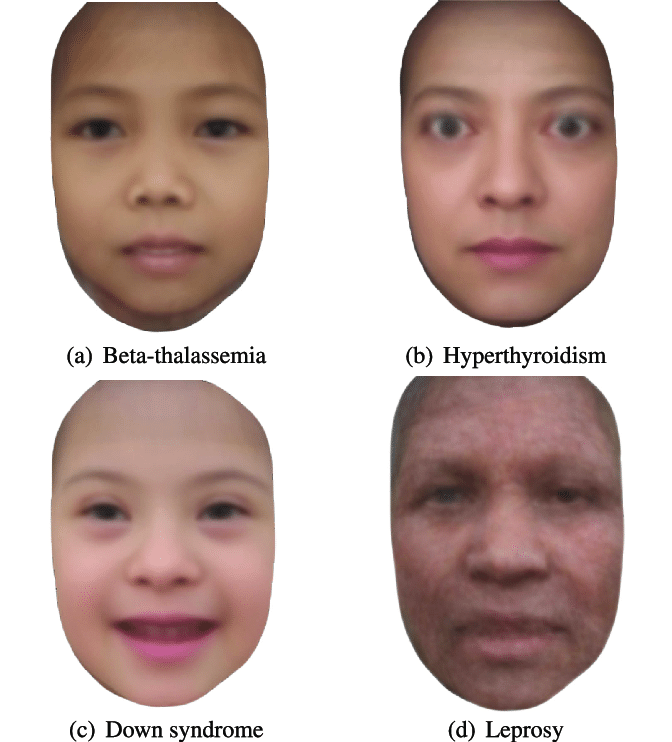 (a) Beta-thalassemia
(b) Hyperthyroidism
(c) Down syndrome
(d) Leprosy